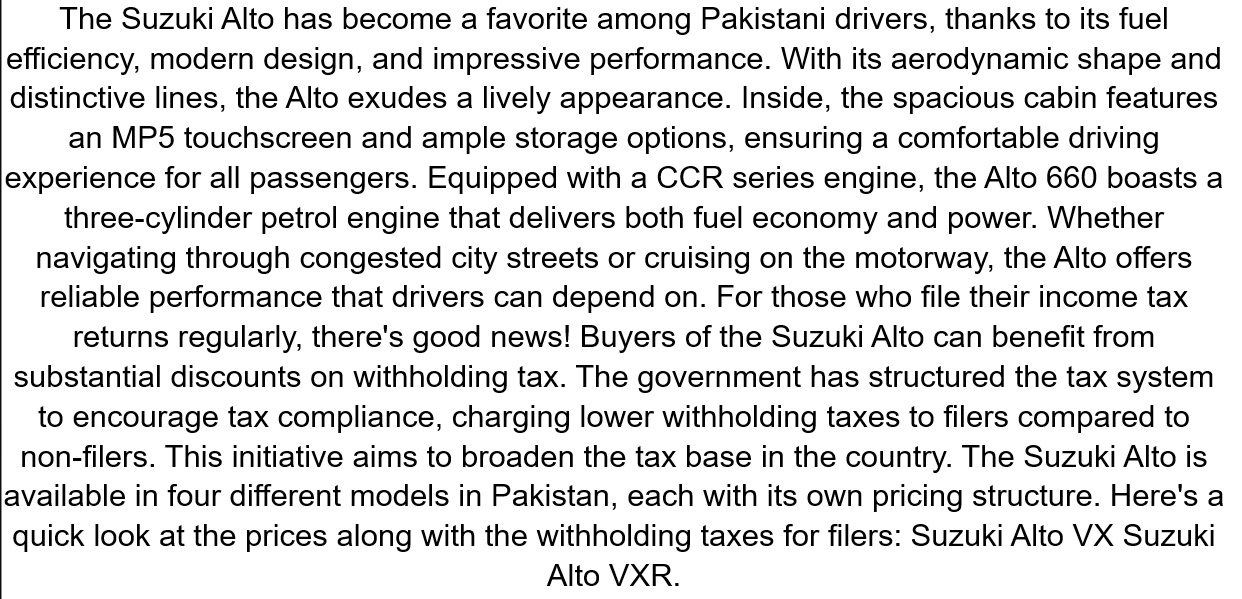 The Suzuki Alto has become a favorite among Pakistani drivers, thanks to its fuel
efficiency, modern design, and impressive performance. With its aerodynamic shape and
distinctive lines, the Alto exudes a lively appearance. Inside, the spacious cabin features
an MP5 touchscreen and ample storage options, ensuring a comfortable driving
experience for all passengers. Equipped with a CCR series engine, the Alto 660 boasts a
three-cylinder petrol engine that delivers both fuel economy and power. Whether
navigating through congested city streets or cruising on the motorway, the Alto offers
reliable performance that drivers can depend on. For those who file their income tax
returns regularly, there's good news! Buyers of the Suzuki Alto can benefit from
substantial discounts on withholding tax. The government has structured the tax system
to encourage tax compliance, charging lower withholding taxes to filers compared to
non-filers. This initiative aims to broaden the tax base in the country. The Suzuki Alto is
available in four different models in Pakistan, each with its own pricing structure. Here's a
quick look at the prices along with the withholding taxes for filers: Suzuki Alto VX Suzuki
Alto VXR.